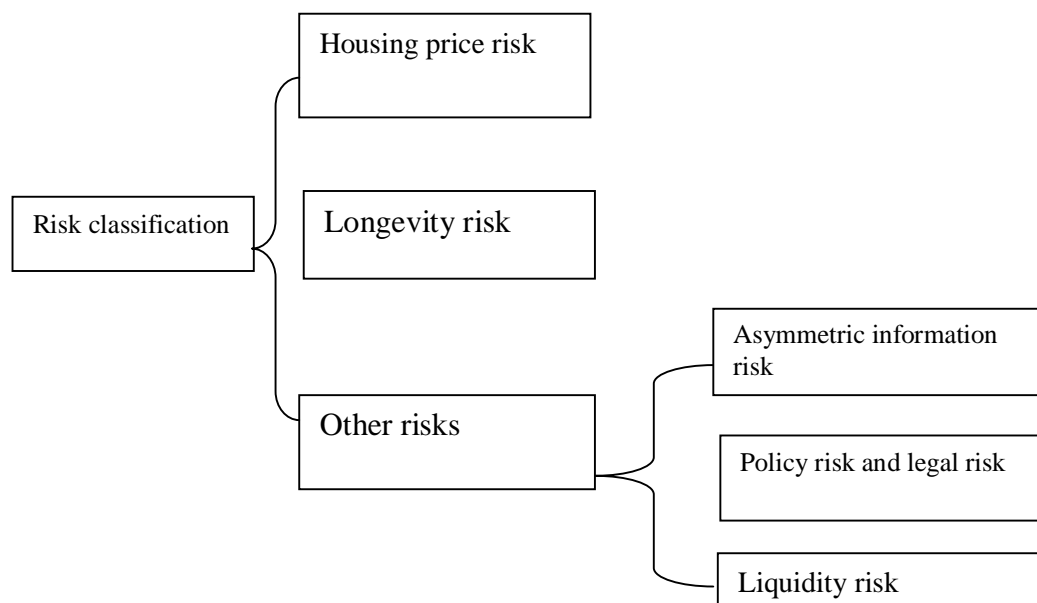 Housing price risk
Risk classification
Longevity risk
Other risks
Asymmetric information
risk
Policy risk and legal risk
Liquidity risk